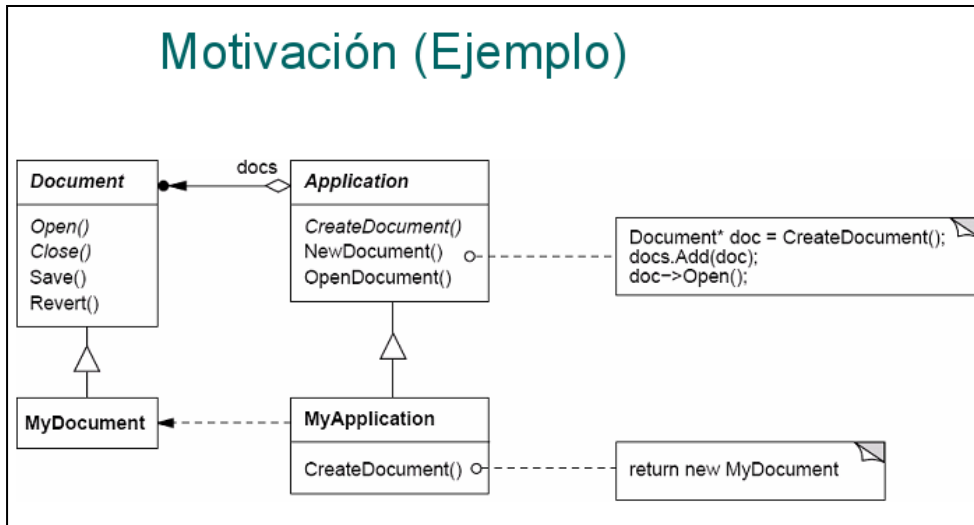 Motivación (Ejemplo)
docs
Document
Open()
Close()
Save()
Revert()
Application
CreateDocument()
NewDocument()
OpenDocument()
Document* doc = CreateDocument();
docs.Add(doc);
doc->Open();
MyDocument
MyApplication
CreateDocument()
return new MyDocument